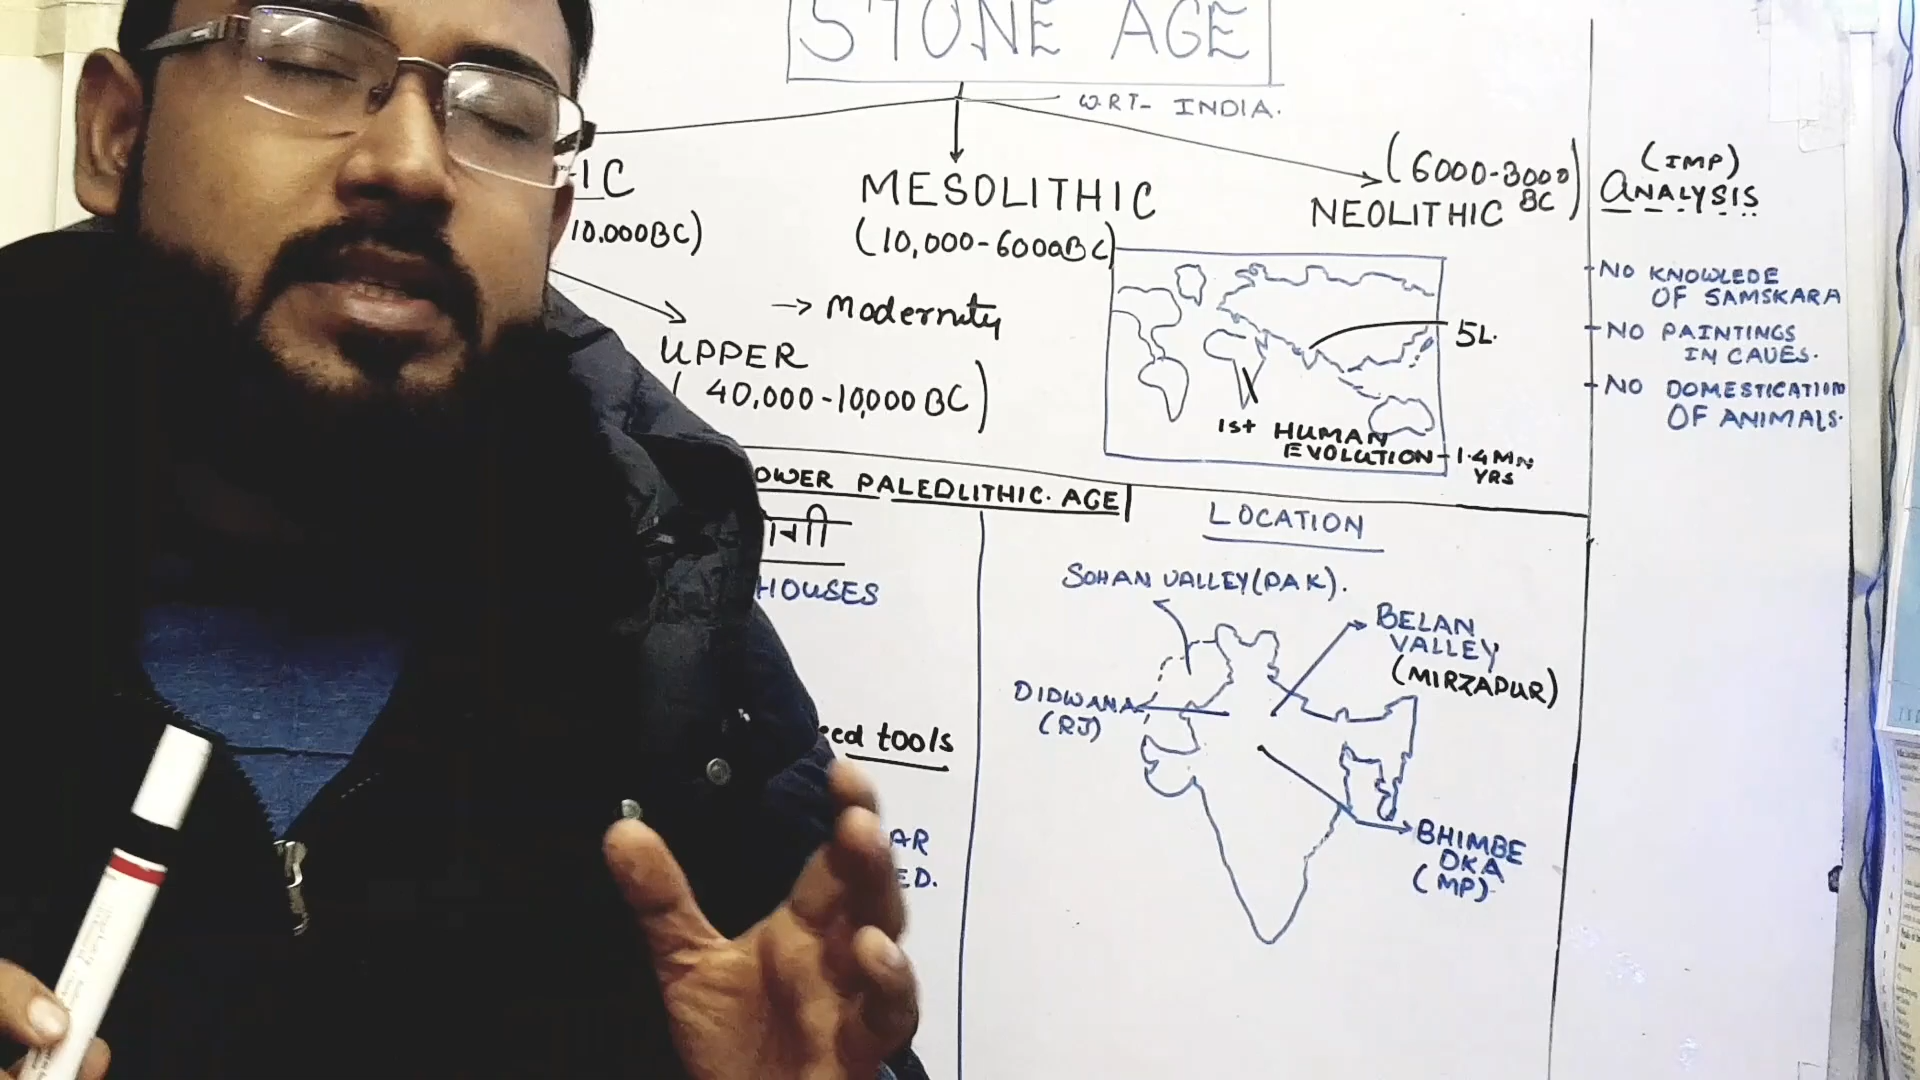 STONE AGE
W.R.T- INDIA.
IC
10.000BC)
MESOLITHIC
(10,000-6000BC)
(6000-3000 BC)
NEOLITHIC
→ Modernity
UPPER
( 40,000-10,000 BC)
5L.
1st HUMAN
EVOLUTION - 1.4 MN
YRS
(IMP)
ANALYSIS
-NO KNOWLEDE
OF SAMSKARA
-NO PAINTINGS
IN CAVES.
-NO DOMESTICATION
OF ANIMALS.
OWER PALEOLITHIC. AGE
HOUSES
tools
AR
ED.
LOCATION
SOHAN VALLEY(PAK).
BELAN
VALLEY
(MIRZAPUR)
DIDWANA
(RJ)
BHIMBE
OKA
(MP)